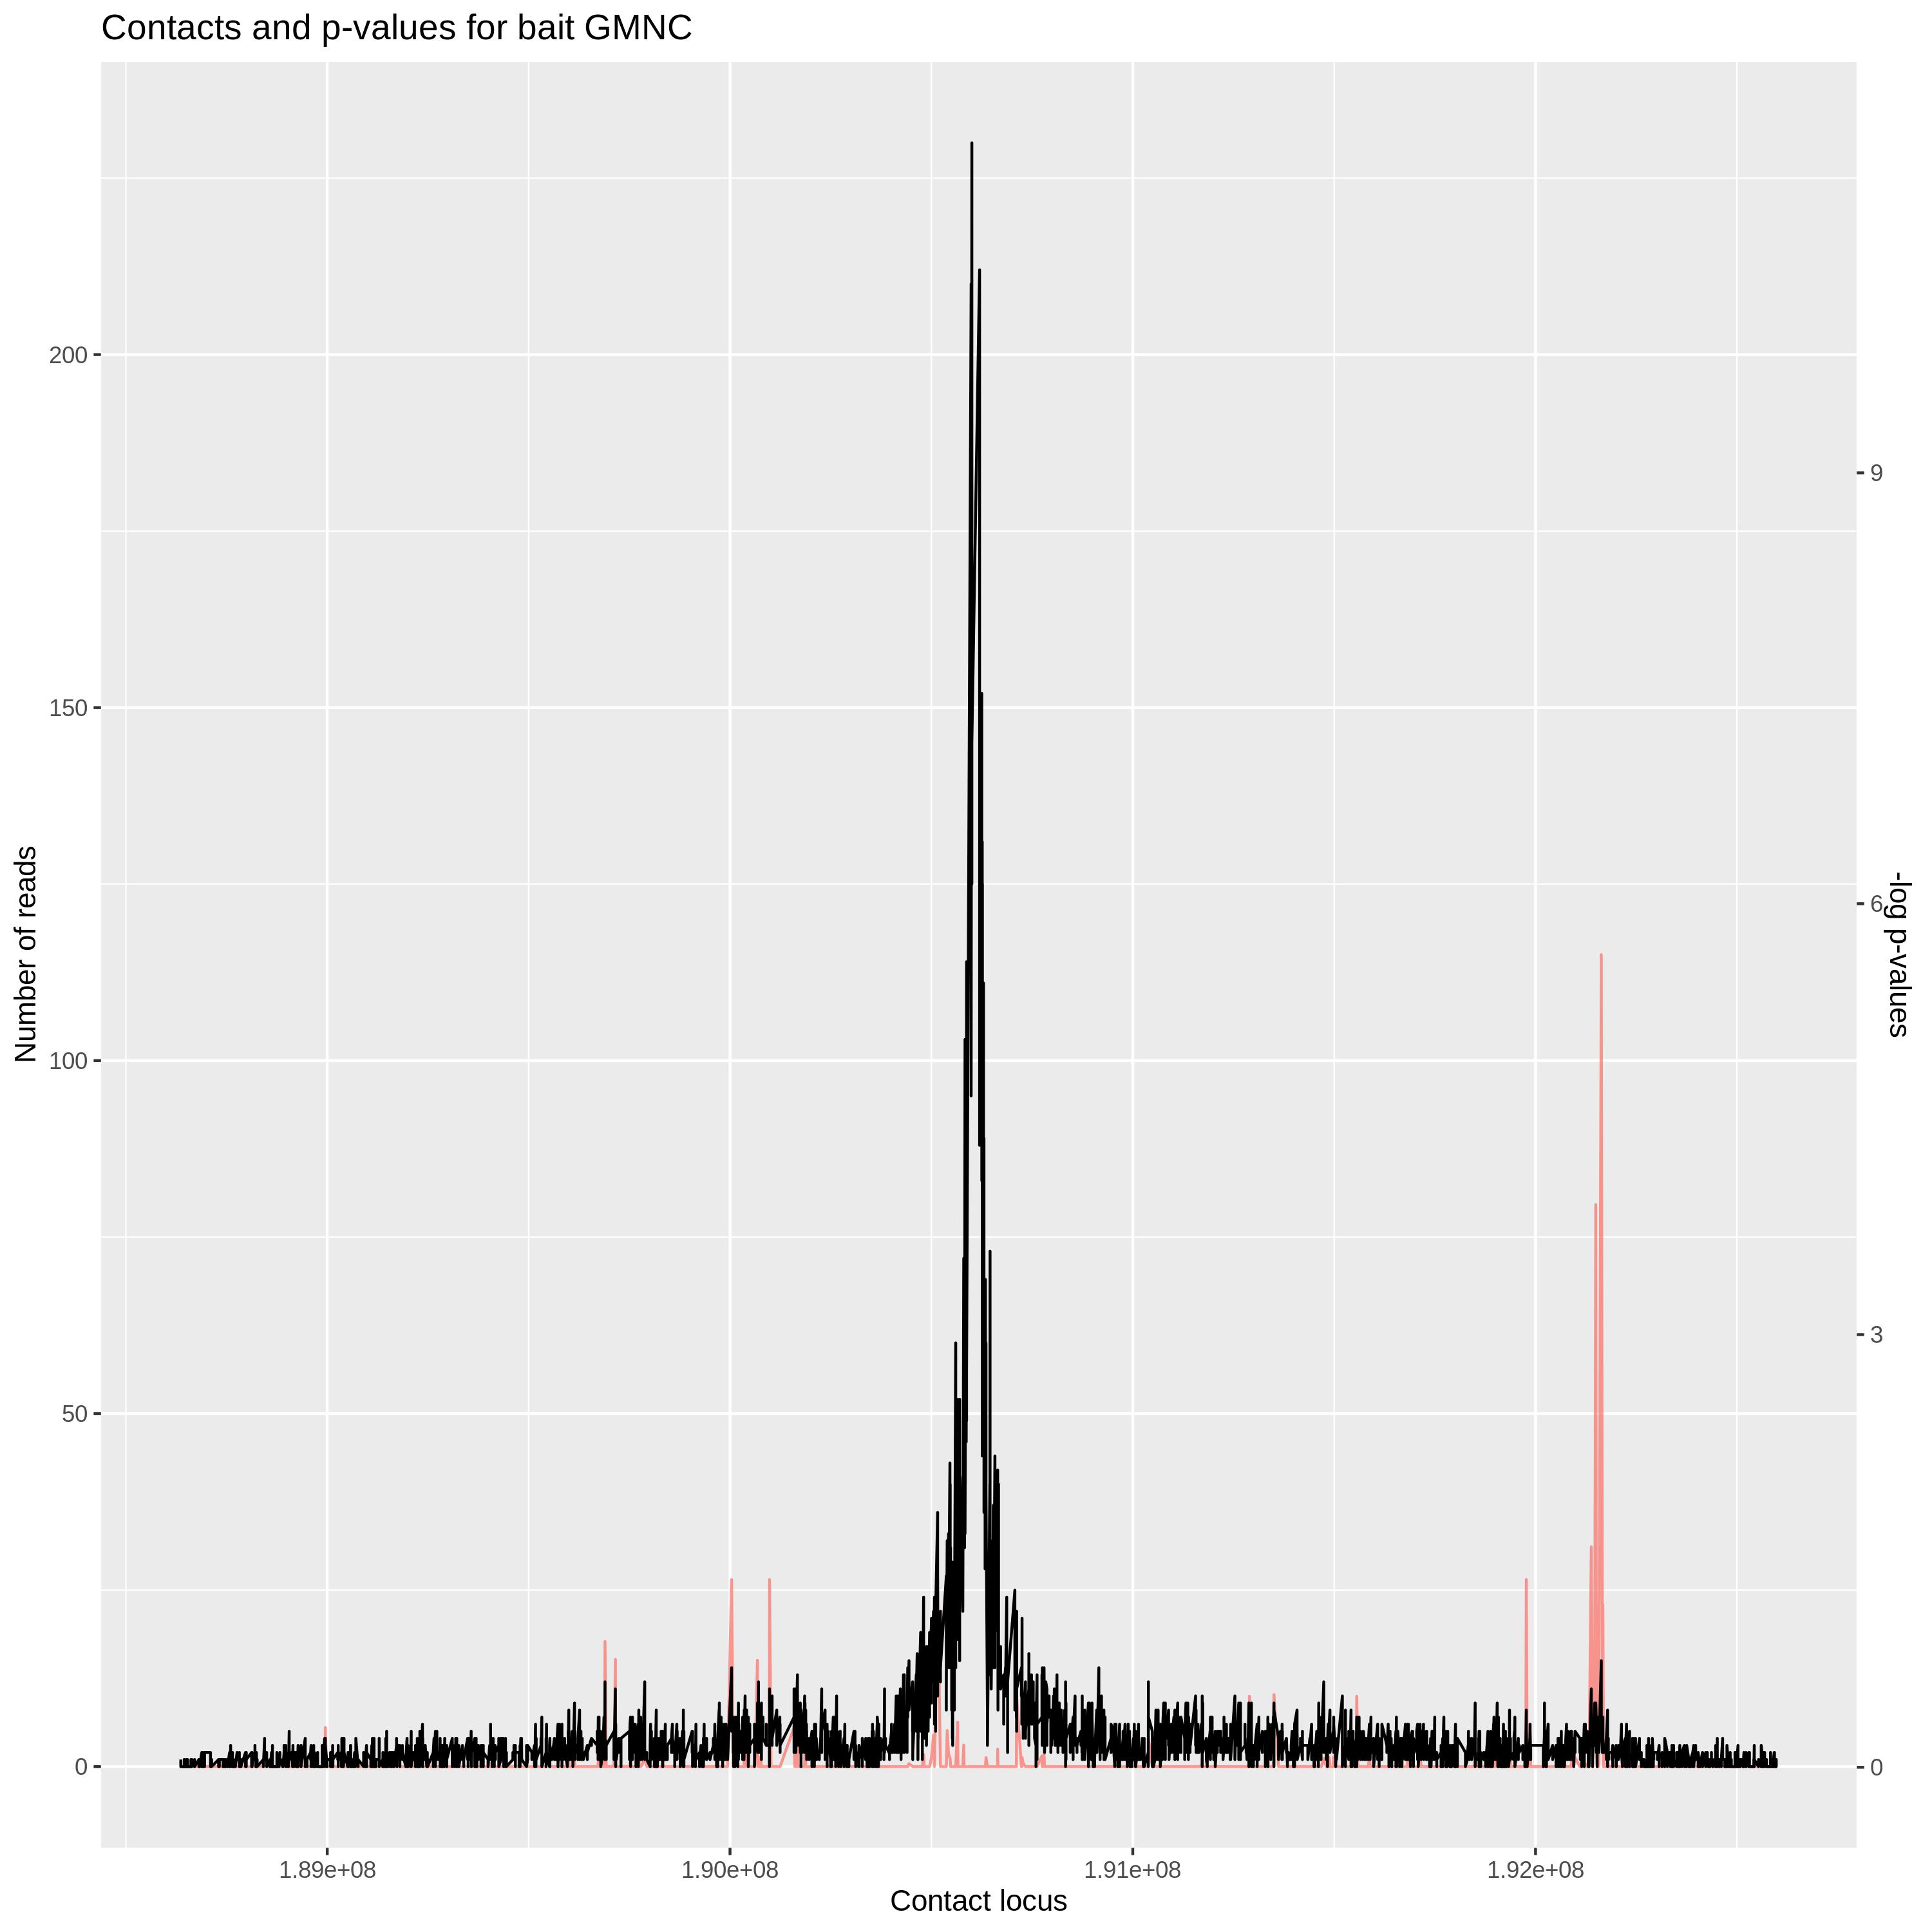 Contacts and p-values for bait GMNC
Number of reads
200
150
100
50
0
9
6
3
0
-log p-values
1.89e+08 1.90e+08 1.91e+08 1.92e+08
Contact locus